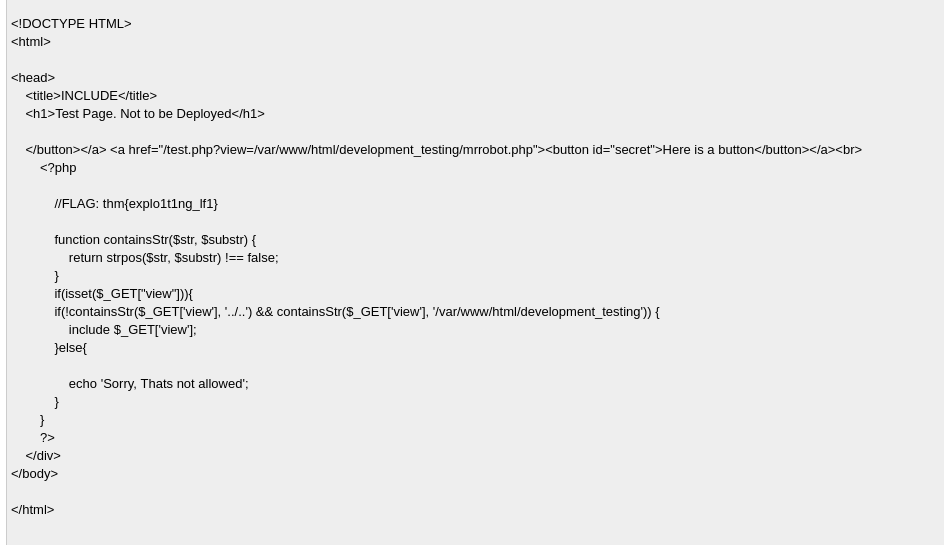 <!DOCTYPE HTML>
<html>
<head>
<title>INCLUDE</title>
<h1>Test Page. Not to be Deployed</h1>
</button></a> <a href="/test.php?view=/var/www/html/development_testing/mrrobot.php"><button id="secret">Here is a button</button></a><br>
<?php
//FLAG: thm{explo1t1ng_lf1}
function containsStr($str, $substr) {
return strpos($str, $substr) !== false;
}
if(isset($_GET["view"])){
if(!containsStr($_GET['view'], '../..') && containsStr($_GET['view'], '/var/www/html/development_testing')) {
include $_GET['view'];
}else{
echo 'Sorry, Thats not allowed';
}
}
?>
</div>
</body>
</html>